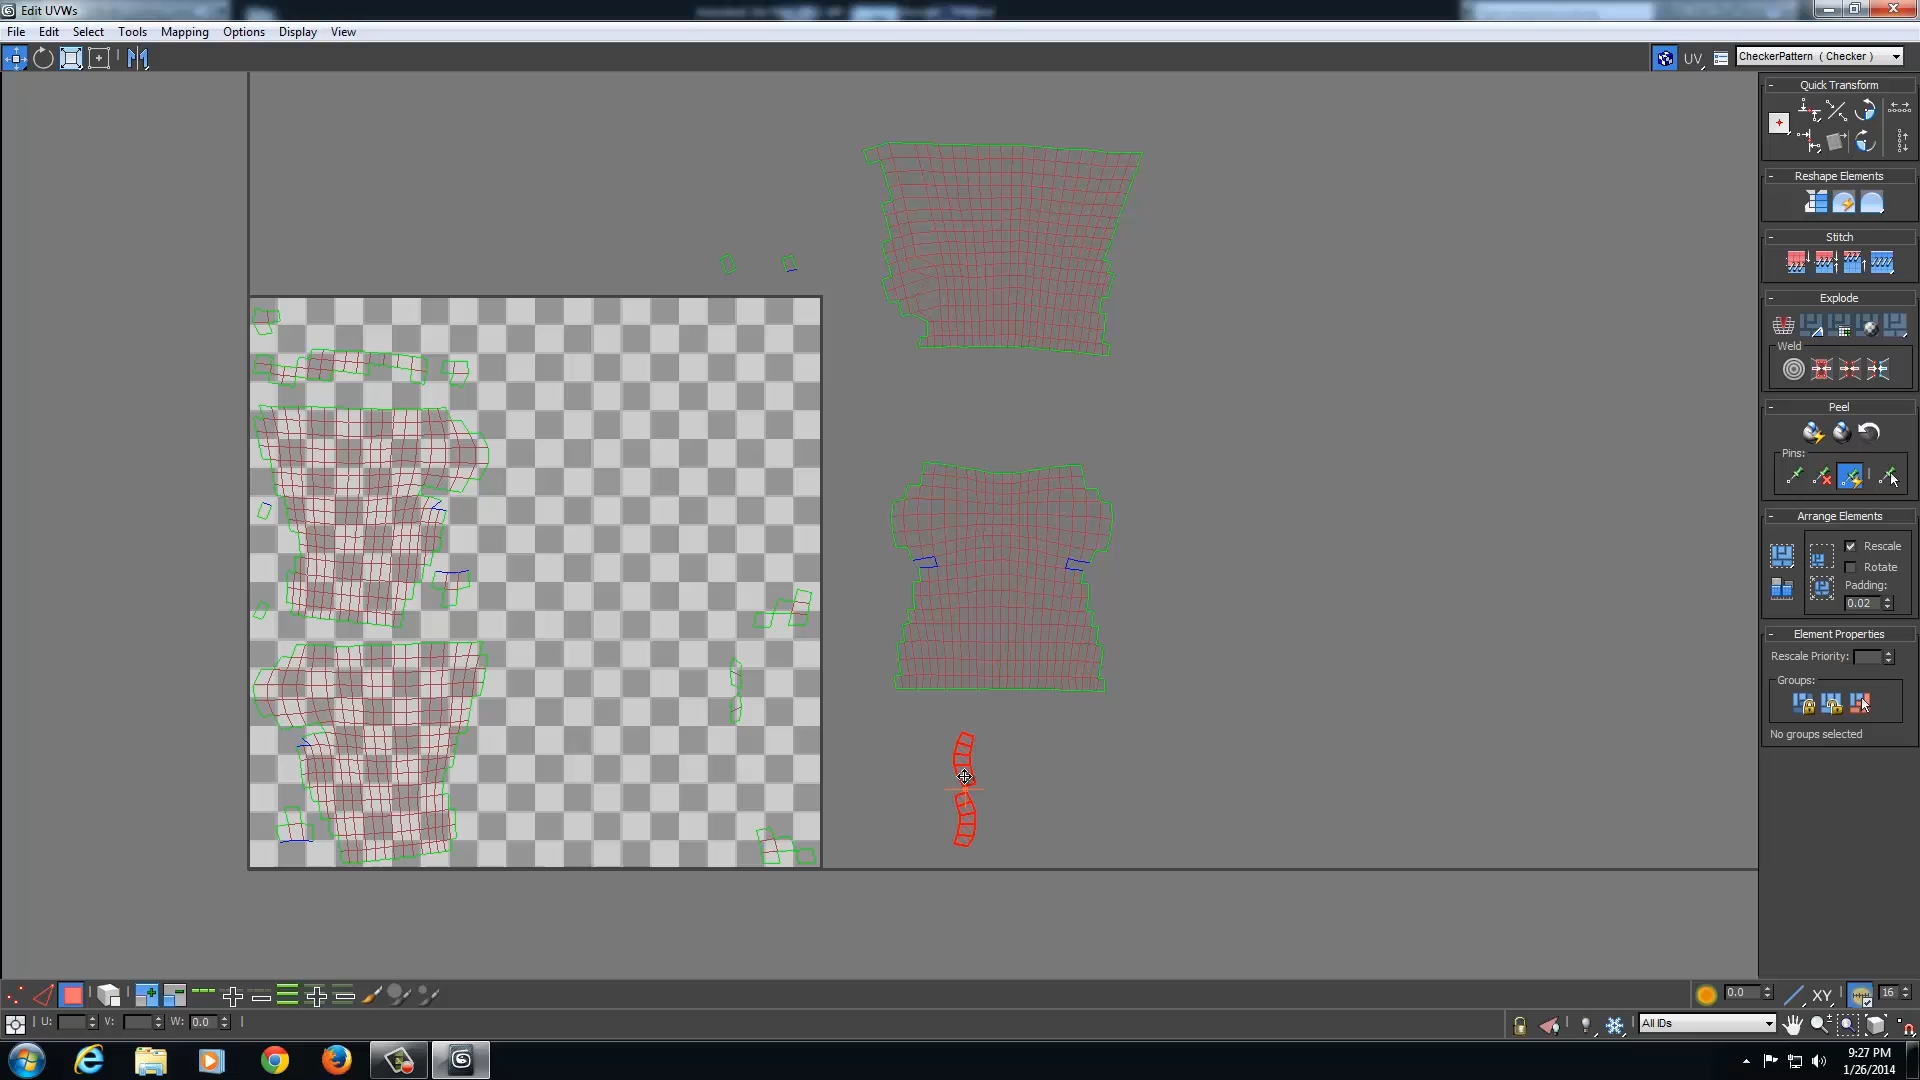 Edit UVWs
File Edit Select Tools Mapping Options Display View
UV CheckerPattern ( Checker )
Quick Transform
Reshape Elements
Stitch
Explode
Weld
Peel
Pins:
Arrange Elements
Rescale
Rotate
Padding:
0.02
Element Properties
Rescale Priority:
Groups:
No groups selected
0.0 XY 16
U: V: W: 0.0 All IDs
9:27 PM
1/26/2014